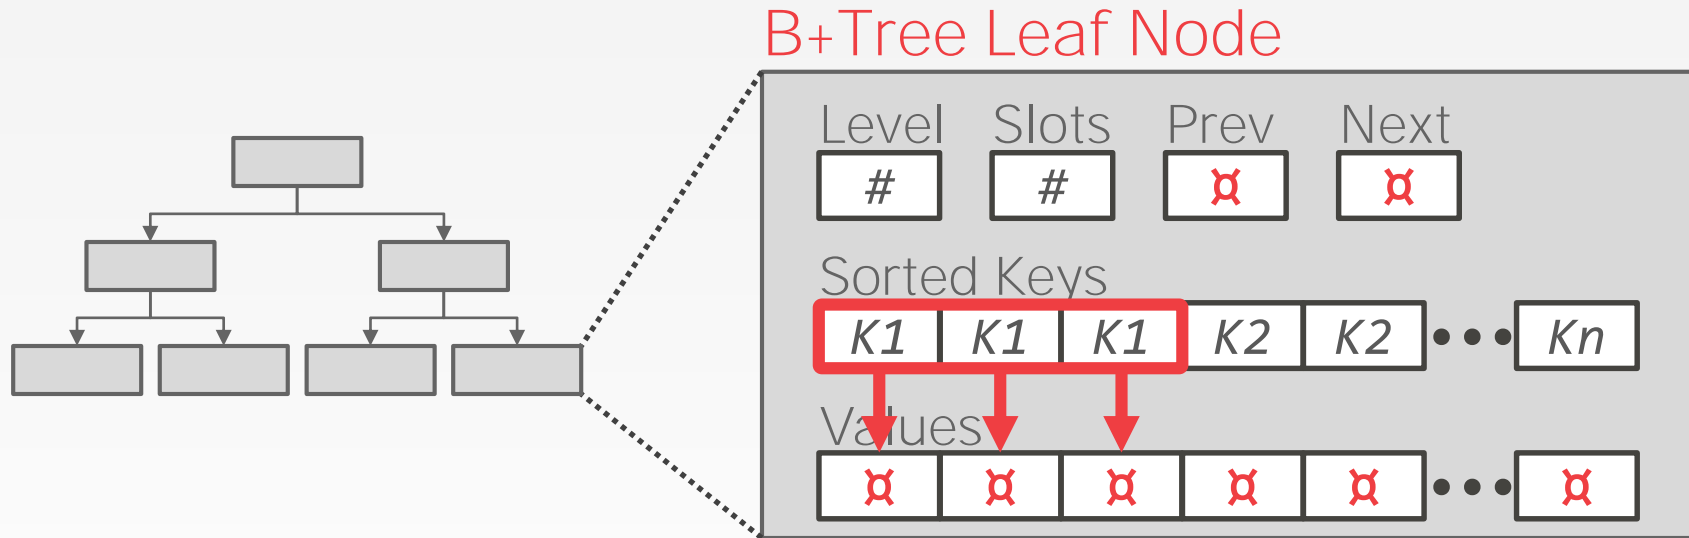 B+Tree Leaf Node
Level Slots Prev Next
# # ¤ ¤
Sorted Keys
K1 K1 K1 K2 K2 ••• Kn
Values
¤ ¤ ¤ ¤ ¤ ••• ¤